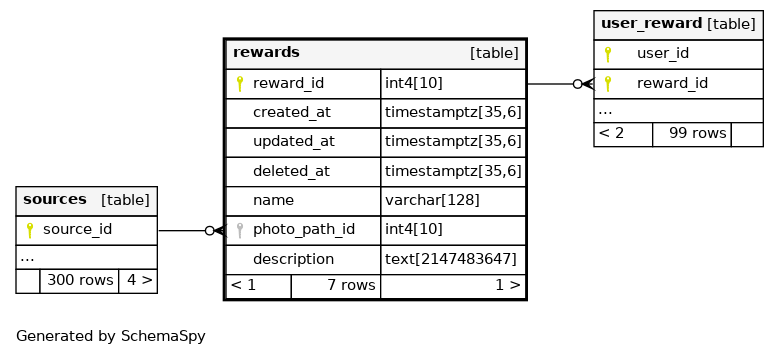 user_reward [table]
user_id
reward_id
...
< 2 99 rows
rewards [table]
reward_id int4[10]
created_at timestamptz[35,6]
updated_at timestamptz[35,6]
deleted_at timestamptz[35,6]
name varchar[128]
photo_path_id int4[10]
description text[2147483647]
< 1 7 rows 1 >
sources [table]
source_id
...
300 rows 4 >
Generated by SchemaSpy